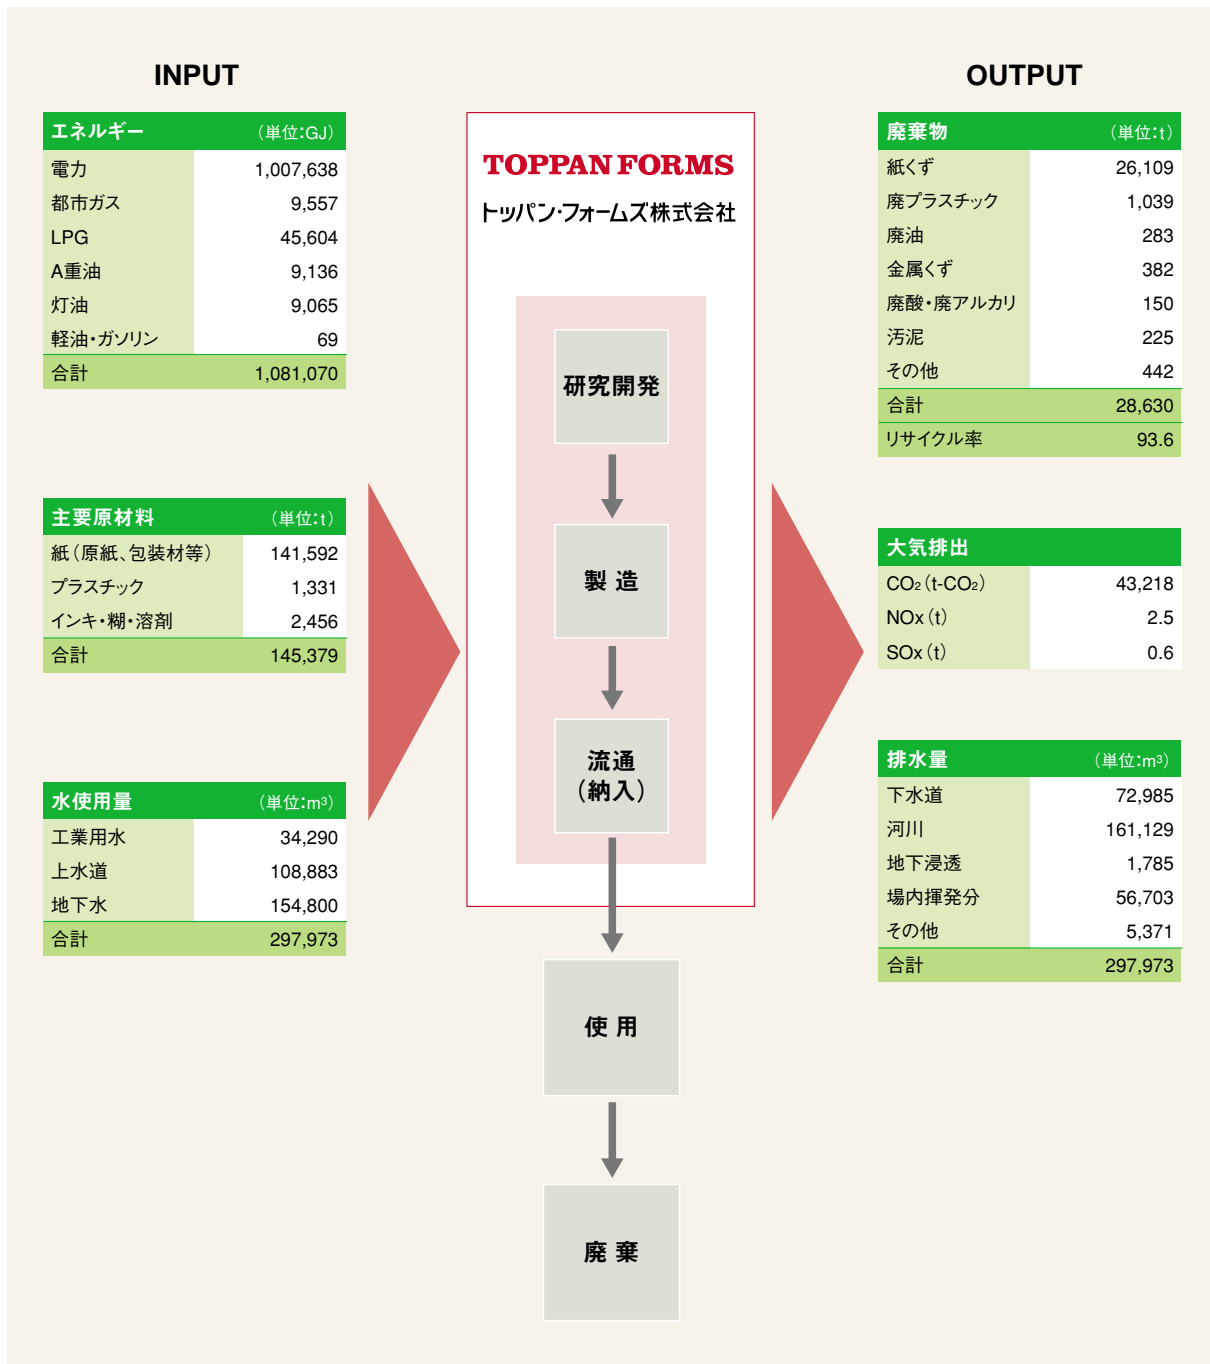 INPUT
エネルギー （単位：GJ）
電力 1,007,638
都市ガス 9,557
LPG 45,604
A重油 9,136
灯油 9,065
軽油・ガソリン 69
合計 1,081,070
主要原材料 （単位：t）
紙（原紙、包装材等） 141,592
プラスチック 1,331
インキ・糊・溶剤 2,456
合計 145,379
水使用量 （単位：m³）
工業用水 34,290
上水道 108,883
地下水 154,800
合計 297,973
TOPPAN FORMS
トッパン・フォームズ株式会社
研究開発
製造
流通
（納入）
使用
廃棄
OUTPUT
廃棄物 （単位：t）
紙くず 26,109
廃プラスチック 1,039
廃油 283
金属くず 382
廃酸・廃アルカリ 150
汚泥 225
その他 442
合計 28,630
リサイクル率 93.6
大気排出
CO₂（t-CO₂） 43,218
NOx（t） 2.5
SOx（t） 0.6
排水量 （単位：m³）
下水道 72,985
河川 161,129
地下浸透 1,785
場内揮発分 56,703
その他 5,371
合計 297,973